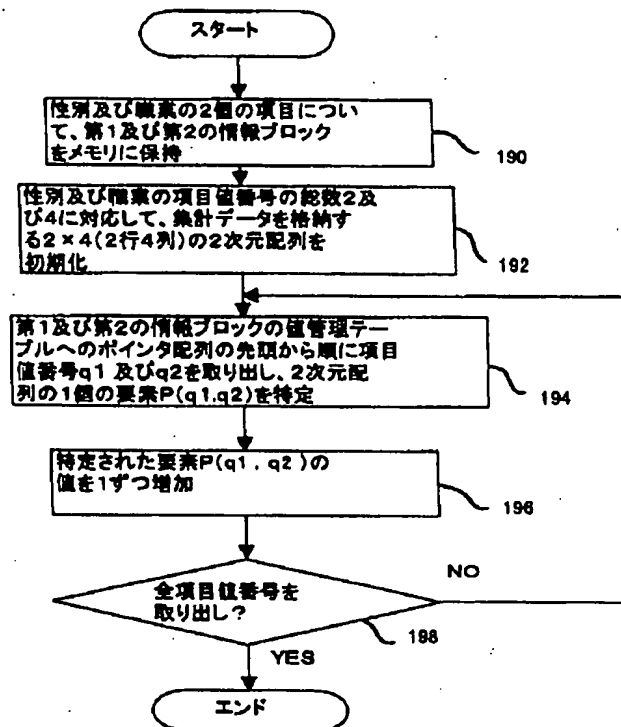 スタート
性別及び職業の2個の項目につい
て、第1及び第2の情報ブロック
をメモリに保持
190
性別及び職業の項目値番号の総数2及
び4に対応して、集計データを格納す
る2×4(2行4列)の2次元配列を
初期化
192
第1及び第2の情報ブロックの値管理テー
ブルへのポインタ配列の先頭から順に項目
値番号q1 及びq2を取り出し、2次元配
列の1個の要素P(q1,q2)を特定
194
特定された要素P(q1 , q2 )の
値を1ずつ増加
196
全項目値番号を
取り出し?
NO
198
YES
エンド